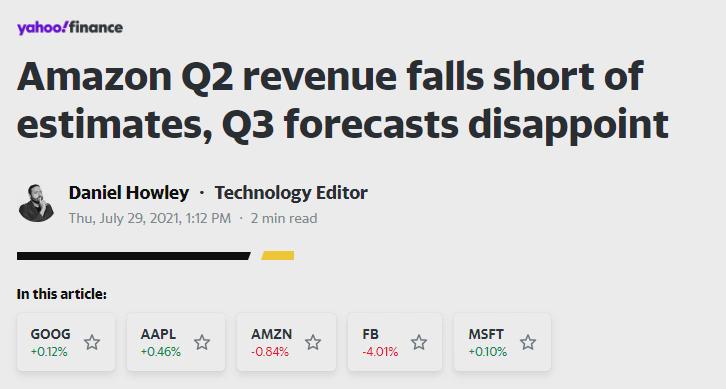 yahoo!finance
Amazon Q2 revenue falls short of
estimates, Q3 forecasts disappoint
Daniel Howley · Technology Editor
Thu, July 29, 2021, 1:12 PM · 2 min read
In this article:
GOOG AAPL AMZN FB MSFT
+0.12% +0.46% -0.84% -4.01% +0.10%